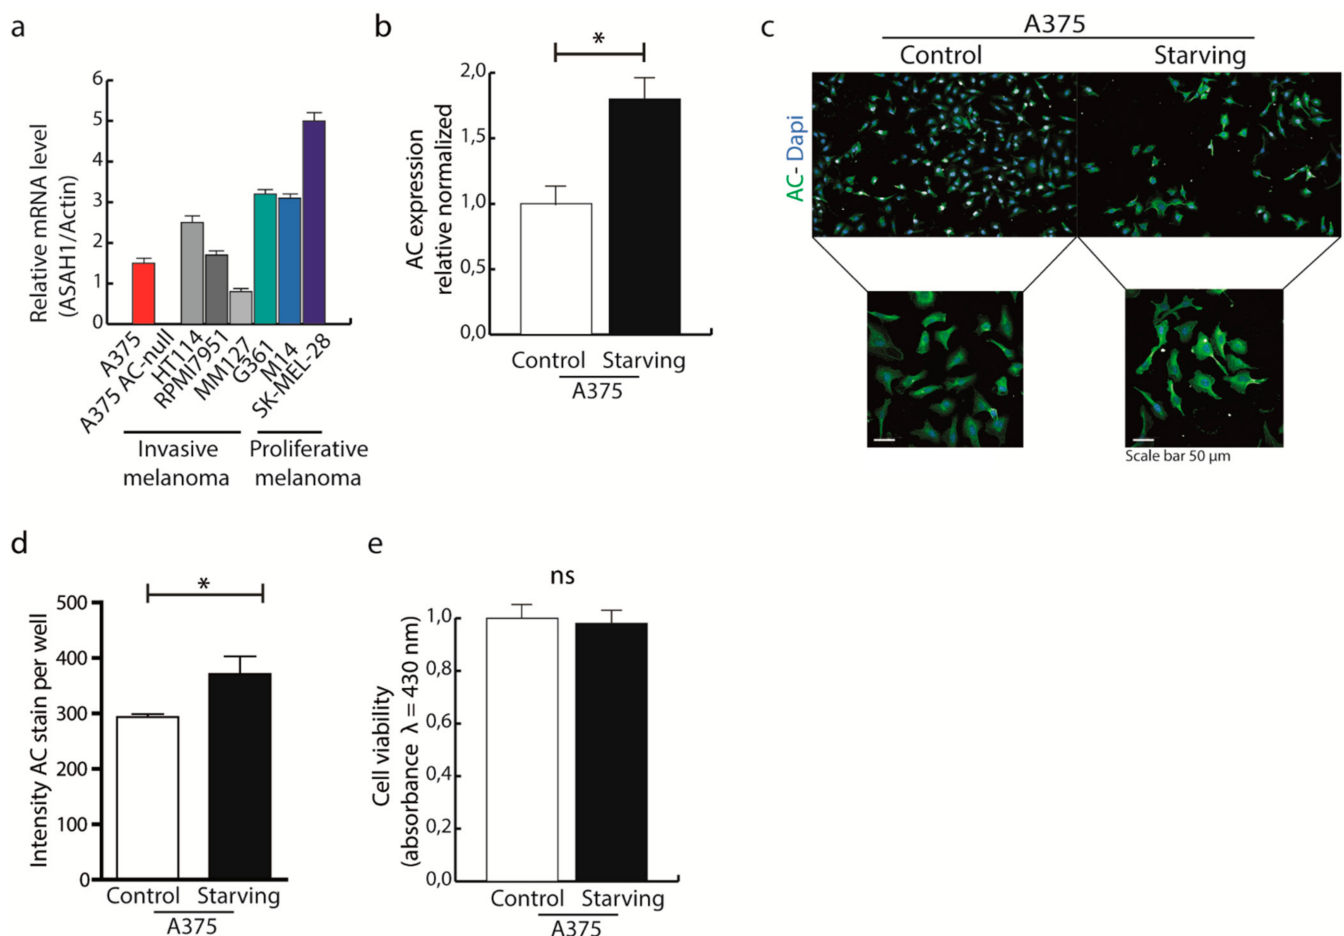 a
Relative mRNA level
(ASAH1/Actin)
6
5
4
3
2
1
0
A375
A375 AC-null
HT114
RPMI7951
MM127
G361
M14
SK-MEL-28
Invasive
melanoma
Proliferative
melanoma
b
AC expression
relative normalized
2,0
1,0
1,0
0,5
0,0
*
Control
Starving
A375
c
A375
Control
Starving
AC- Dapi
Scale bar 50 µm
d
Intensity AC stain per well
500
400
300
200
100
0
*
Control
Starving
A375
e
ns
Cell viability
(absorbance λ = 430 nm)
1,0
0,8
0,6
0,4
0,2
0,0
Control
Starving
A375